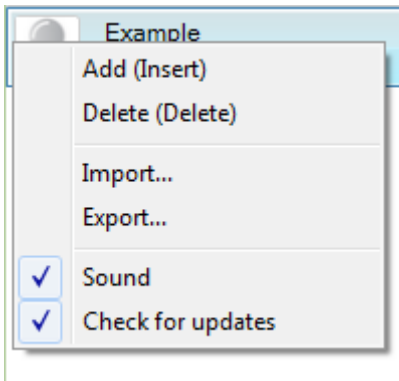 Example
Add (Insert)
Delete (Delete)
Import...
Export...
Sound
Check for updates